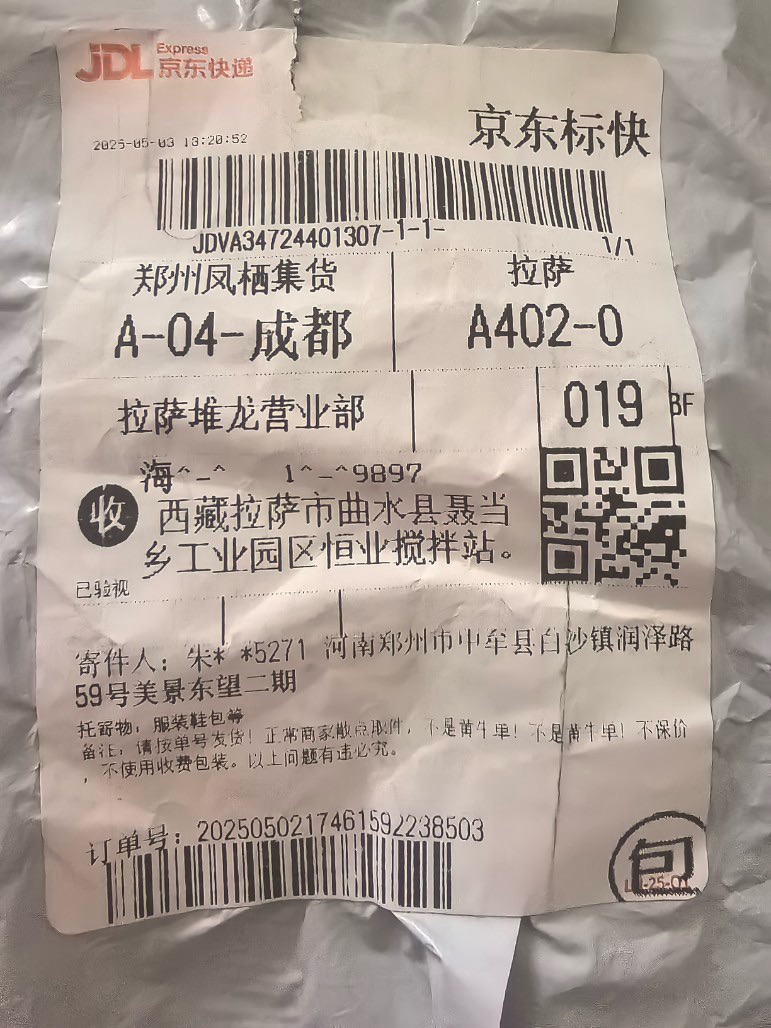 JDL Express
京东快递
京东标快
2025-05-03 13:20:52
JDVA34724401307-1-1-
1/1
郑州凤栖集货
拉萨
A-04-成都
A402-0
拉萨堆龙营业部
019
BF
海^_^ 1^_^9897
收
西藏拉萨市曲水县聂当
乡工业园区恒业搅拌站。
已验视
寄件人：朱* *5271 河南郑州市中牟县白沙镇润泽路
59号美景东望二期
托寄物：服装鞋包等
备注：请按单号发货！正常商家散点取件，不是黄牛单！不是黄牛单！不保价
，不使用收费包装。以上问题有违必究。
订单号：2025050217461592238503
包